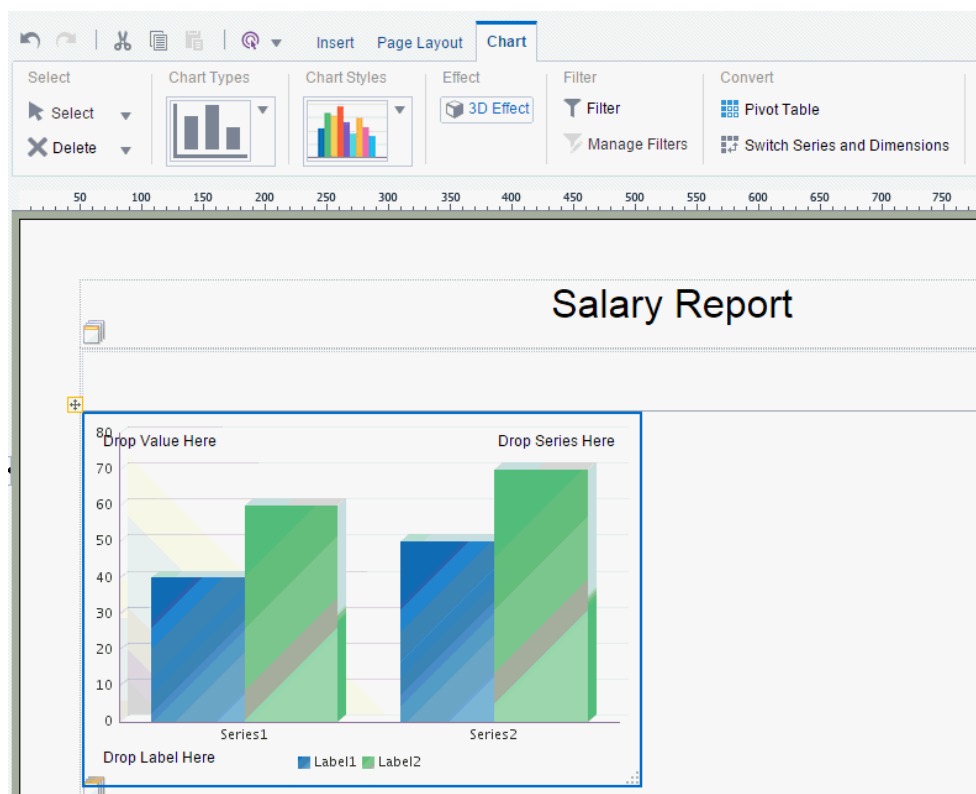 Insert Page Layout Chart
Select Chart Types Chart Styles Effect Filter Convert
Select 3D Effect Filter Pivot Table
Delete Manage Filters Switch Series and Dimensions
50 100 150 200 250 300 350 400 450 500 550 600 650 700 750
Salary Report
80
Drop Value Here Drop Series Here
70
60
50
40
30
20
10
0
Series1 Series2
Drop Label Here Label1 Label2